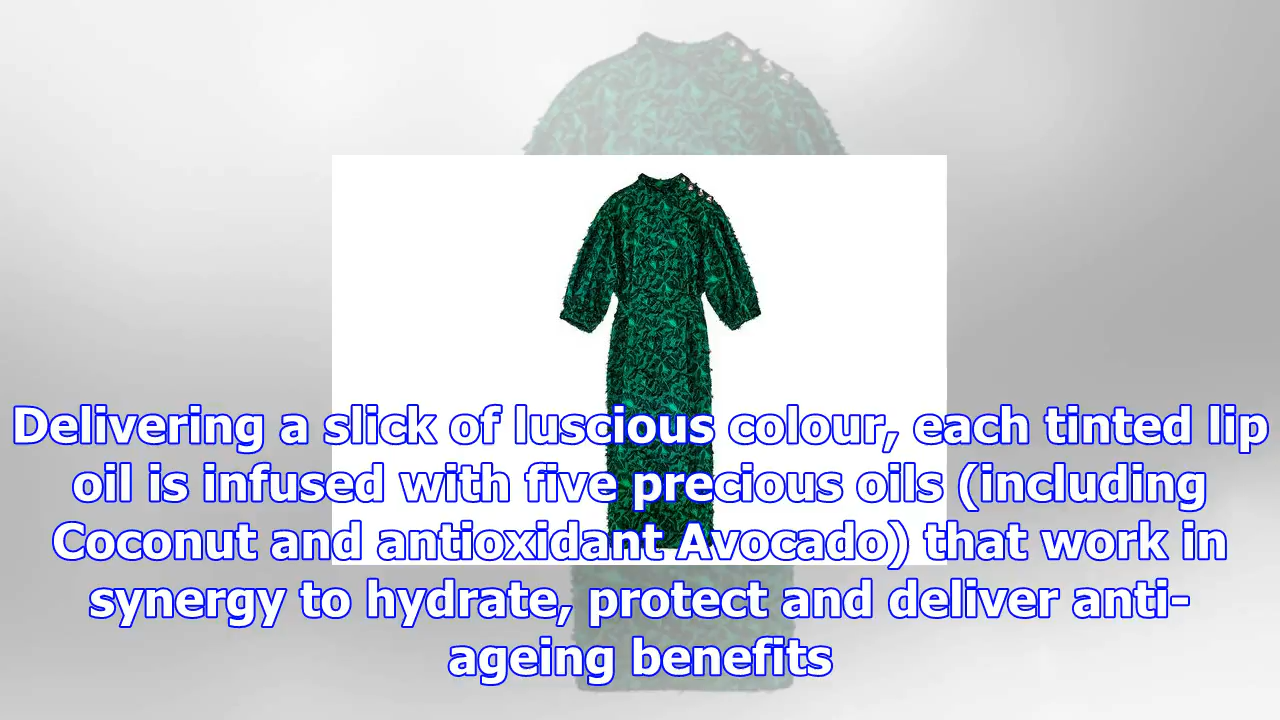 Delivering a slick of luscious colour, each tinted lip
oil is infused with five precious oils (including
Coconut and antioxidant Avocado) that work in
synergy to hydrate, protect and deliver anti-
ageing benefits